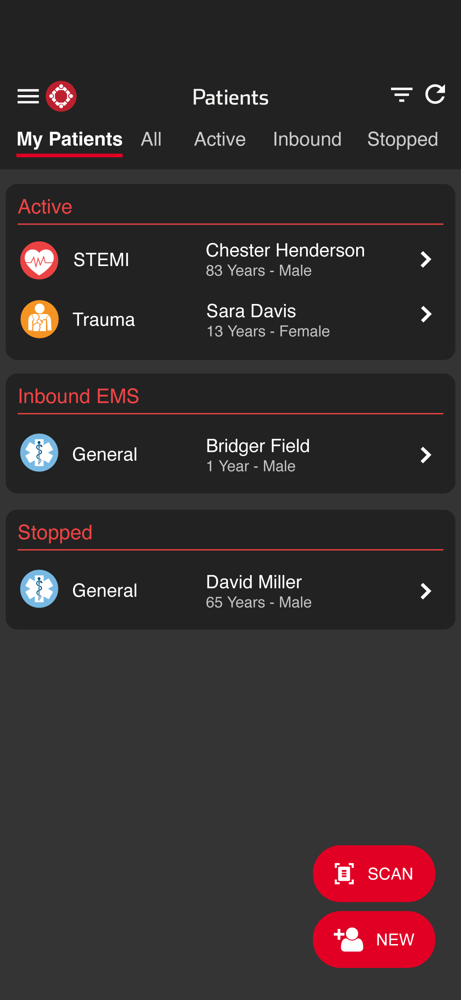 Patients
My Patients All Active Inbound Stopped
Active
STEMI
Chester Henderson
83 Years - Male
Trauma
Sara Davis
13 Years - Female
Inbound EMS
General
Bridger Field
1 Year - Male
Stopped
General
David Miller
65 Years - Male
SCAN
NEW